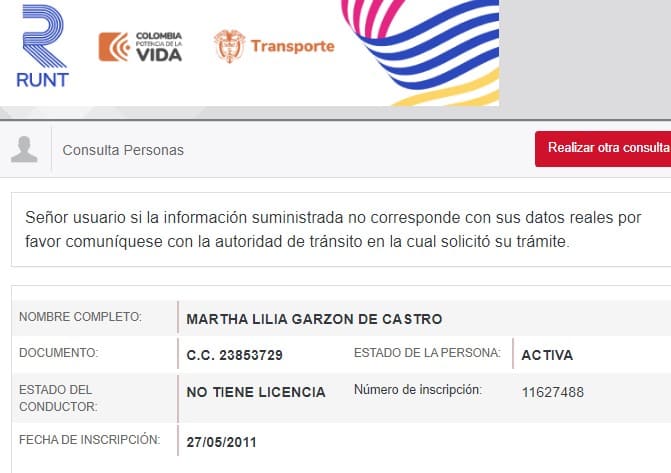 RUNT
COLOMBIA
POTENCIA DE LA
VIDA
Transporte
Consulta Personas
Realizar otra consulta
Señor usuario si la información suministrada no corresponde con sus datos reales por
favor comuníquese con la autoridad de tránsito en la cual solicitó su trámite.
NOMBRE COMPLETO: MARTHA LILIA GARZON DE CASTRO
DOCUMENTO: C.C. 23853729 ESTADO DE LA PERSONA: ACTIVA
ESTADO DEL
CONDUCTOR: NO TIENE LICENCIA Número de inscripción: 11627488
FECHA DE INSCRIPCIÓN: 27/05/2011